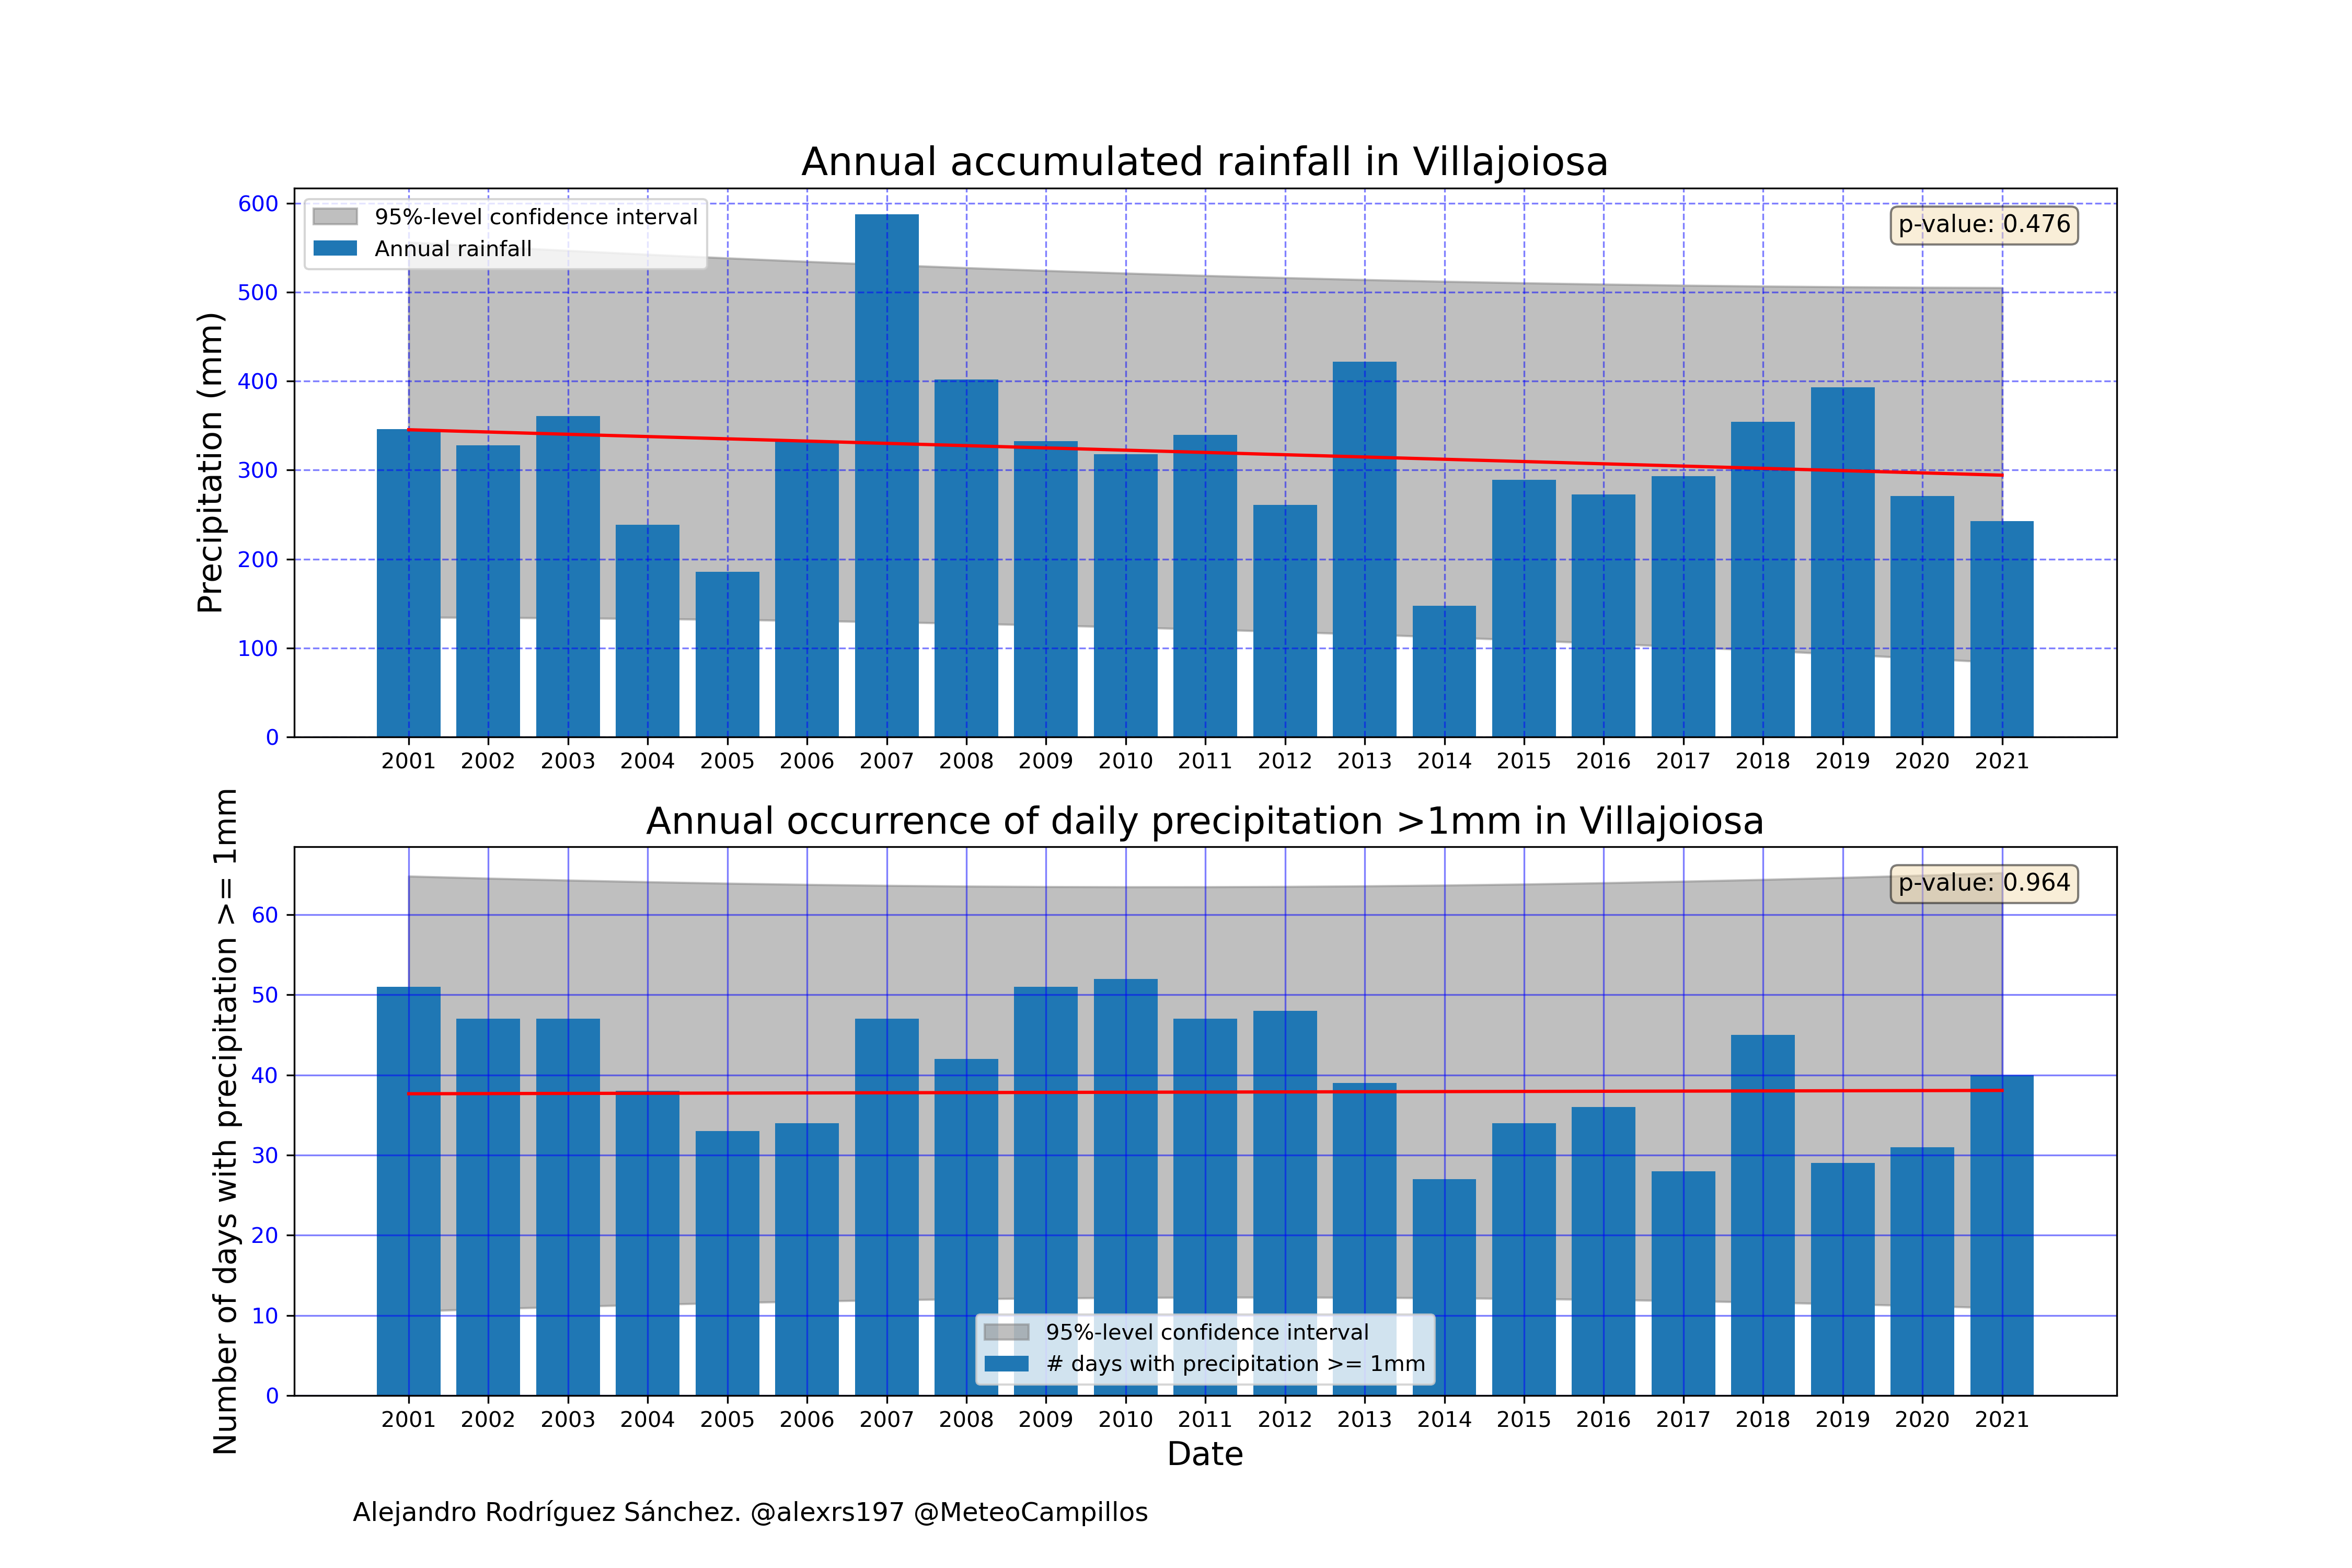 Annual accumulated rainfall in Villajoiosa
95%-level confidence interval
Annual rainfall
p-value: 0.476
Precipitation (mm)
600
500
400
300
200
100
0
2001 2002 2003 2004 2005 2006 2007 2008 2009 2010 2011 2012 2013 2014 2015 2016 2017 2018 2019 2020 2021
Annual occurrence of daily precipitation >1mm in Villajoiosa
p-value: 0.964
Number of days with precipitation >= 1mm
60
50
40
30
20
10
0
95%-level confidence interval
# days with precipitation >= 1mm
2001 2002 2003 2004 2005 2006 2007 2008 2009 2010 2011 2012 2013 2014 2015 2016 2017 2018 2019 2020 2021
Date
Alejandro Rodríguez Sánchez. @alexrs197 @MeteoCampillos